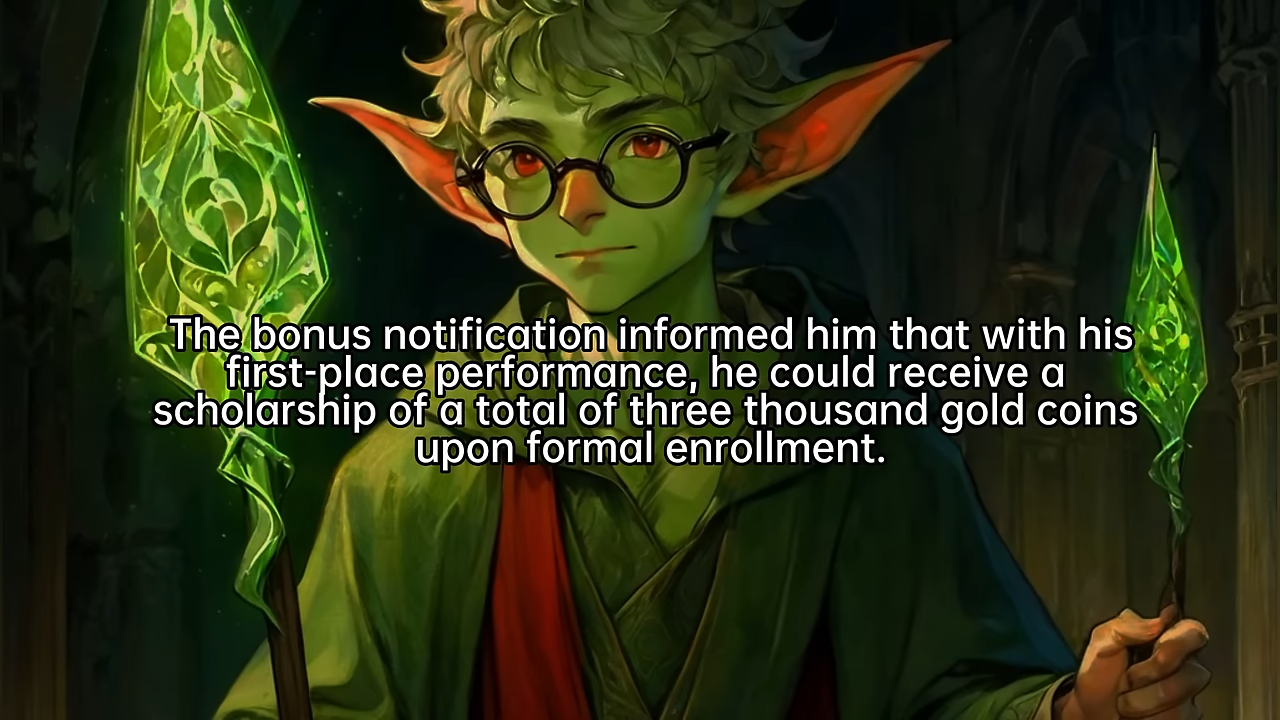 The bonus notification informed him that with his
first-place performance, he could receive a
scholarship of a total of three thousand gold coins
upon formal enrollment.